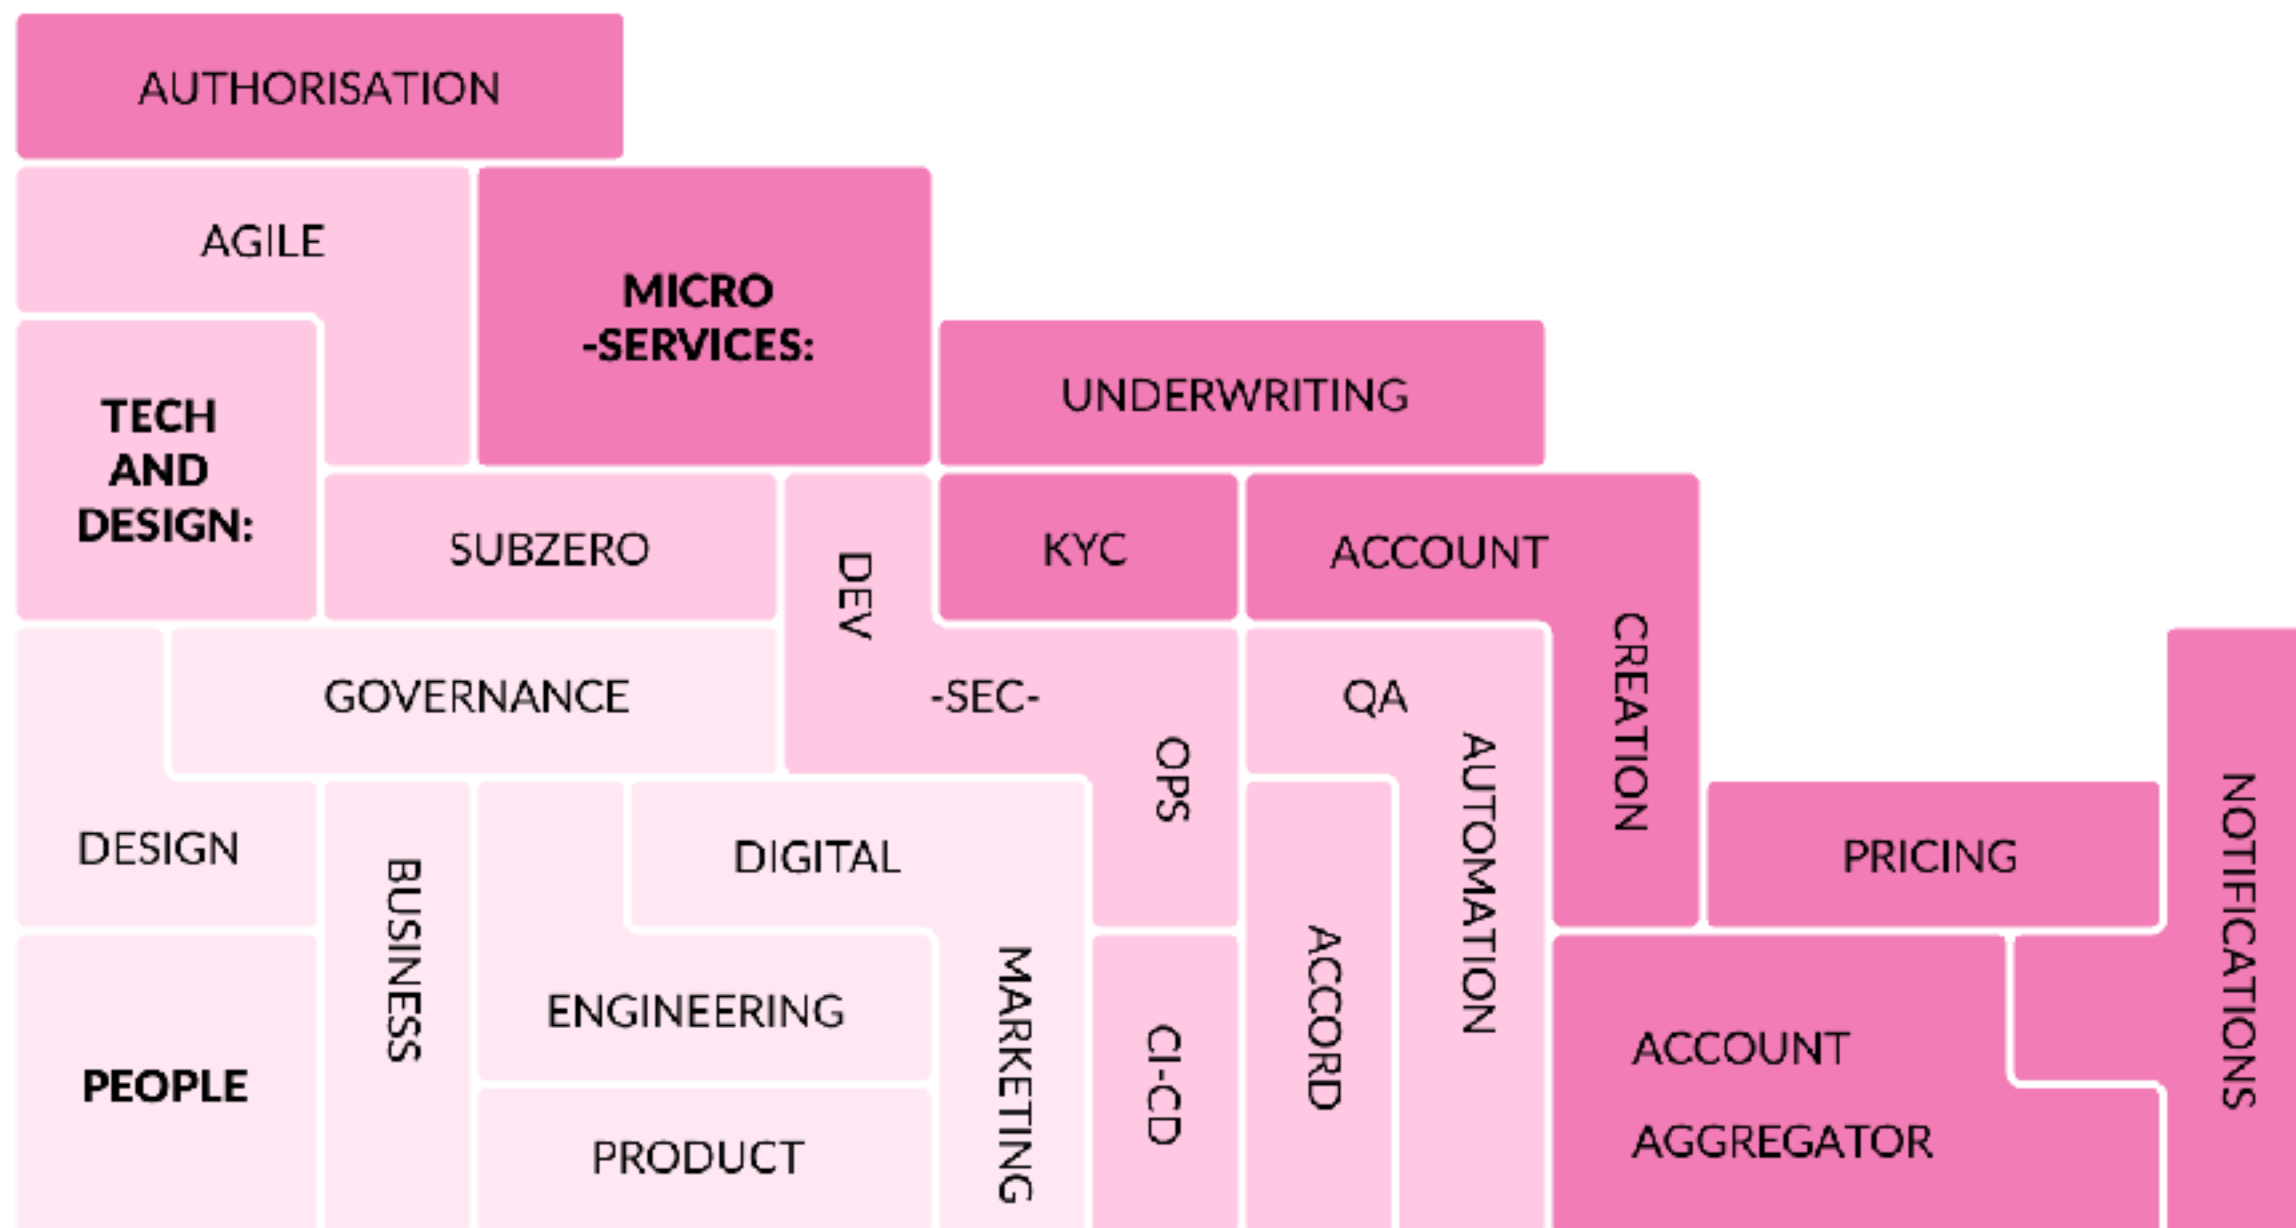 AUTHORISATION
AGILE
MICRO
-SERVICES:
UNDERWRITING
TECH
AND
DESIGN:
SUBZERO
DEV
-SEC-
OPS
KYC
ACCOUNT
CREATION
GOVERNANCE
QA
AUTOMATION
DESIGN
BUSINESS
DIGITAL
MARKETING
ENGINEERING
PRODUCT
PEOPLE
CI-CD
ACCORD
PRICING
NOTIFICATIONS
ACCOUNT
AGGREGATOR